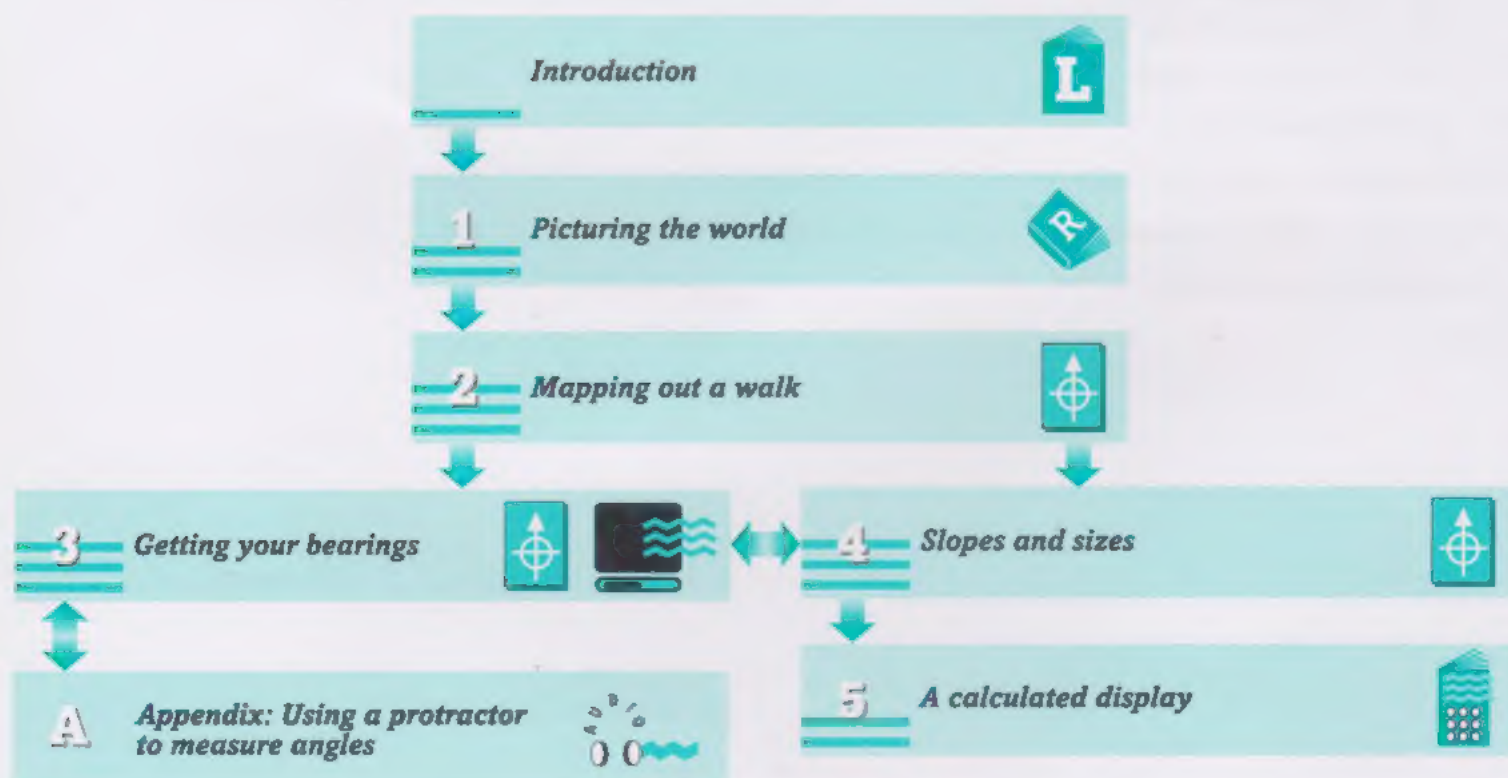 Introduction
L
1
Picturing the world
R
2
Mapping out a walk
3
Getting your bearings
4
Slopes and sizes
A
Appendix: Using a protractor
to measure angles
AUDIO
5
A calculated display